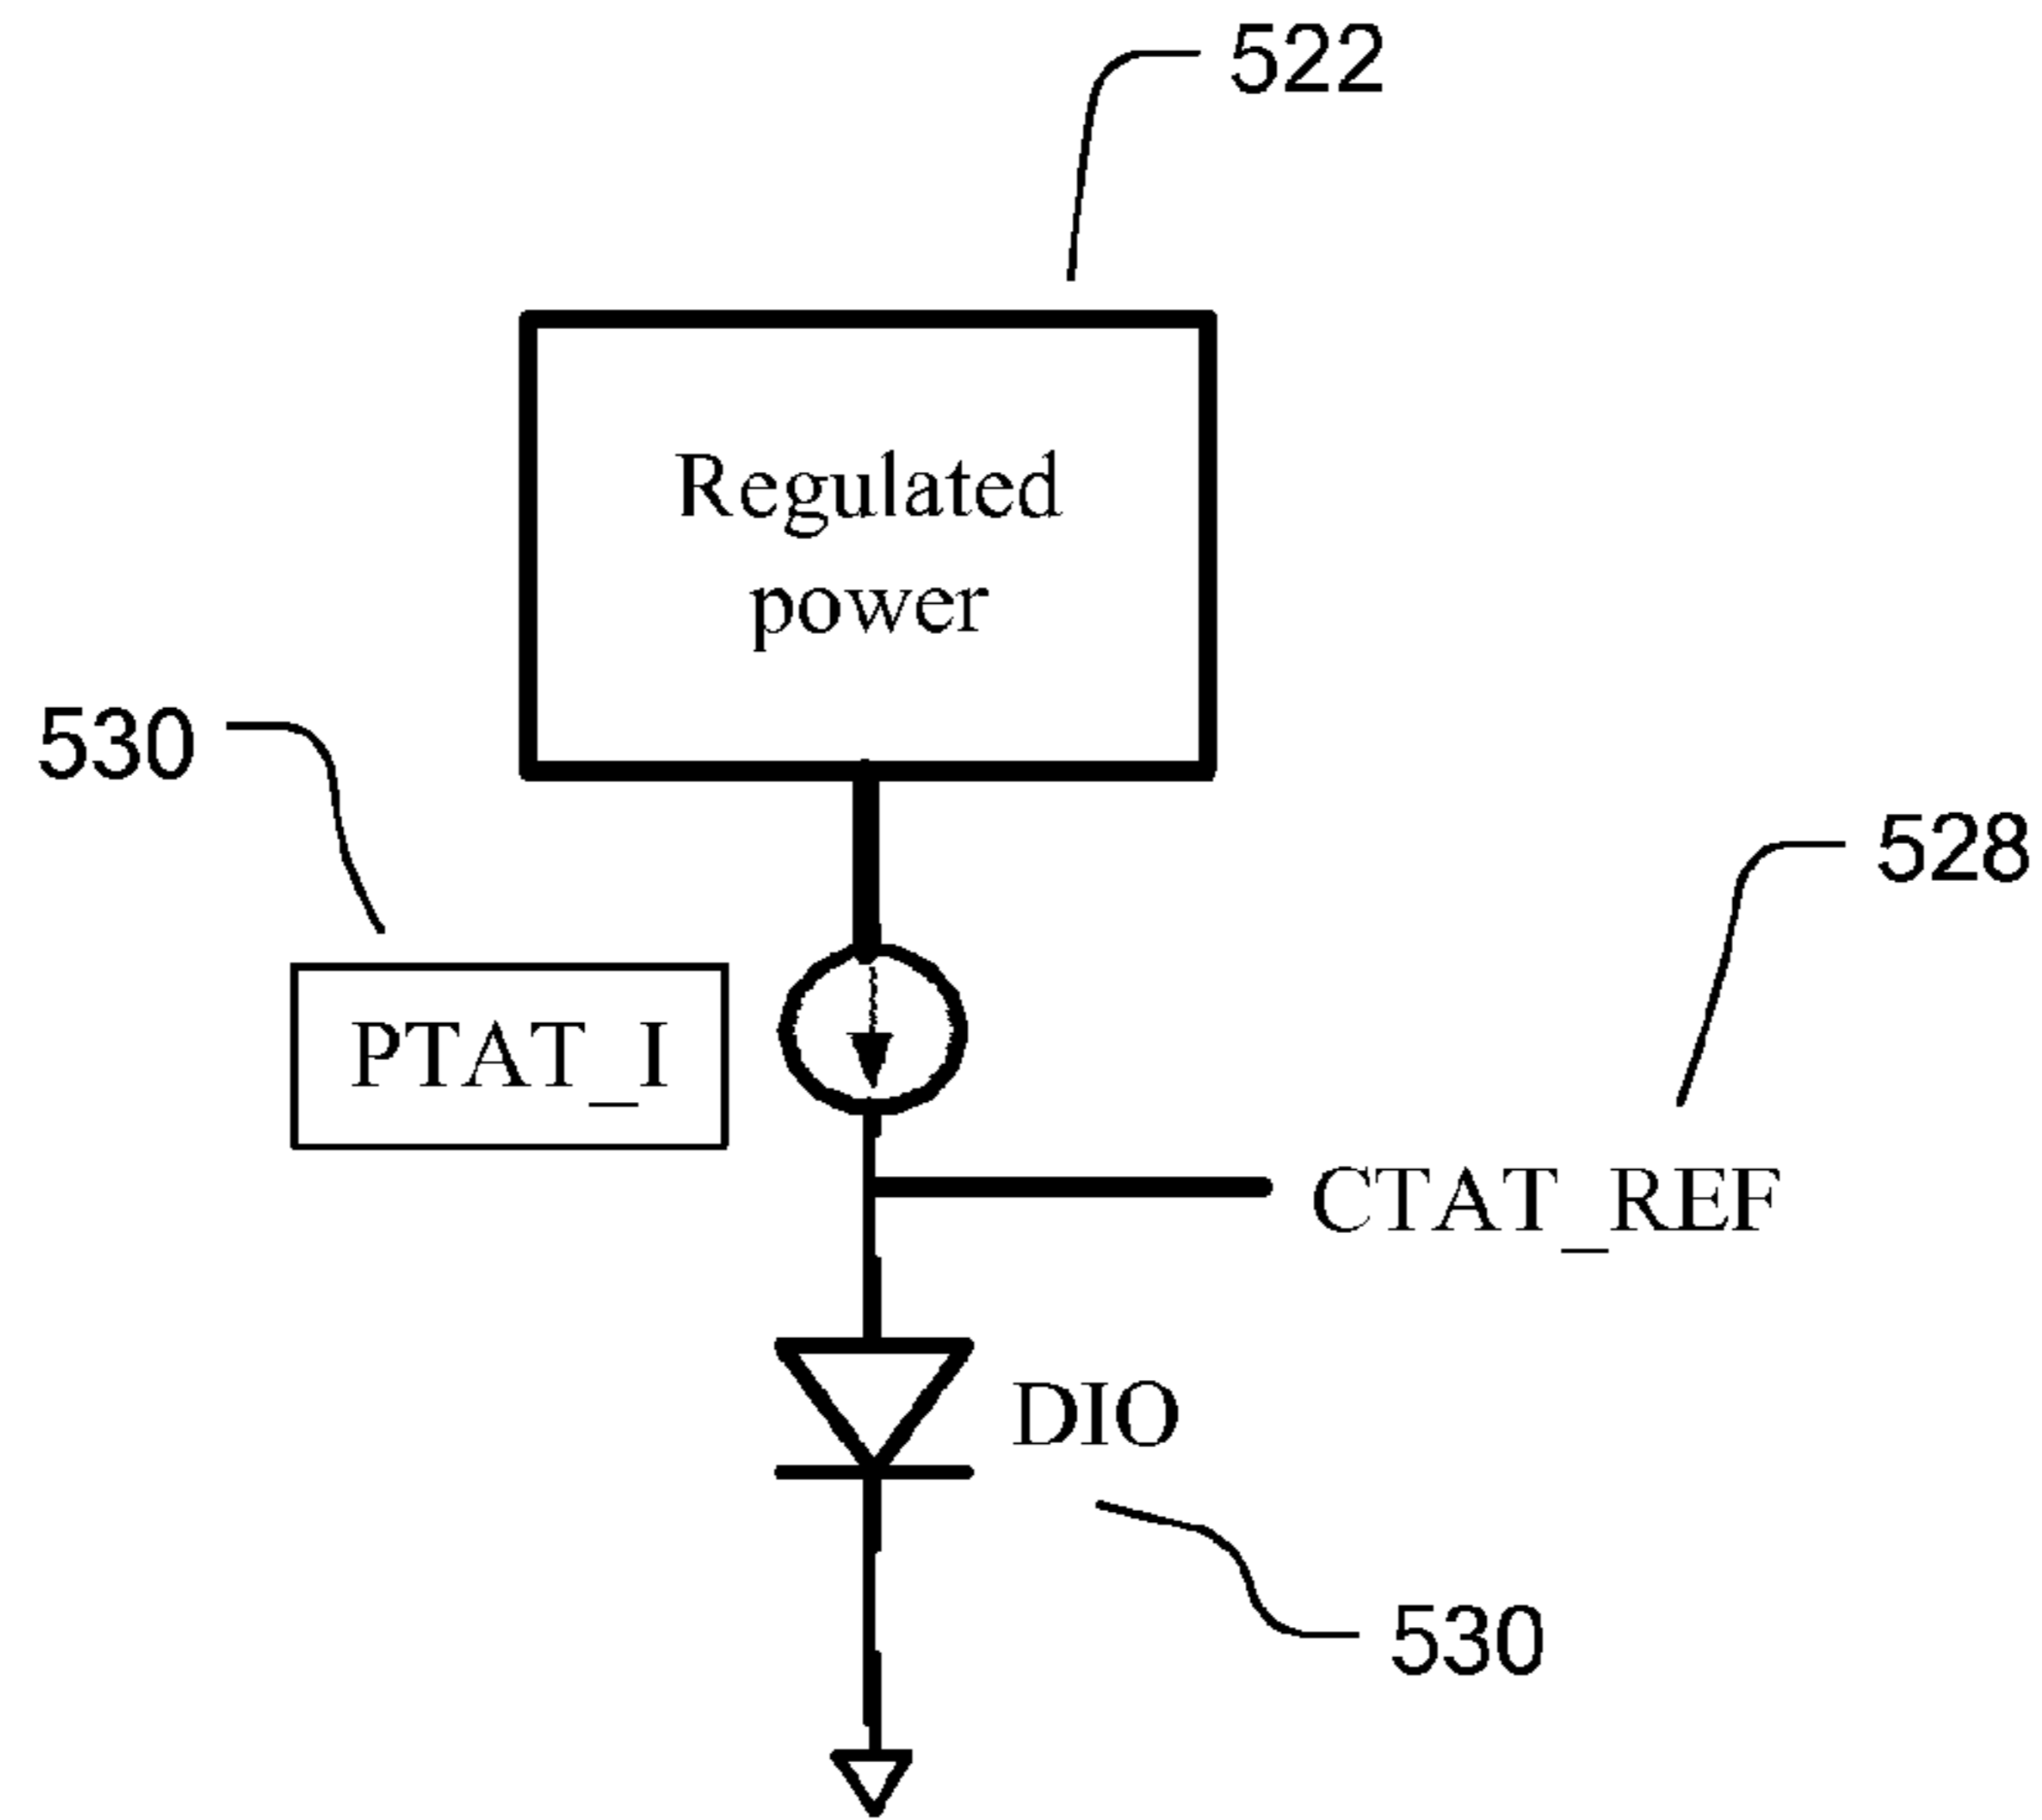 522
Regulated
power
530
528
PTAT_I
CTAT_REF
DIO
530